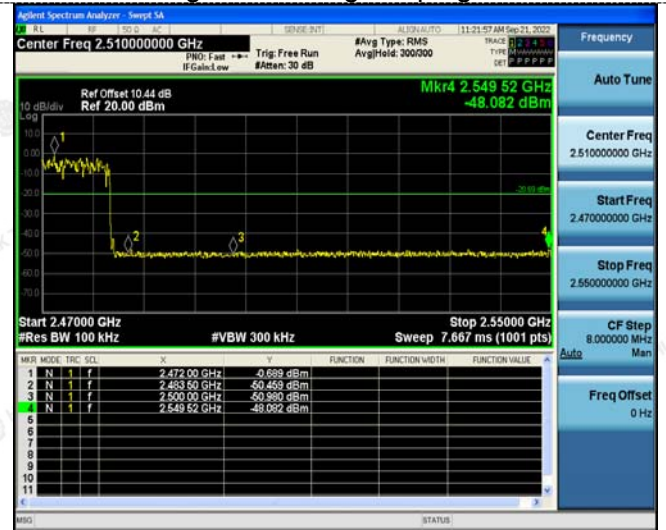 Agilent Spectrum Analyzer - Swept SA
RL RF 50 Ω AC SENSE:INT ALIGN AUTO 11:21:57 AM Sep 21, 2022
Center Freq 2.510000000 GHz
PNO: Fast
IFGain:Low
Trig: Free Run
#Atten: 30 dB
#Avg Type: RMS
Avg|Hold: 300/300
TRACE 1 2 3 4 5 6
TYPE
DET P P P P P P
Ref Offset 10.44 dB
10 dB/div Ref 20.00 dBm
Log
Mkr4 2.549 52 GHz
-48.082 dBm
10.0
0.00
-10.0
-20.0
-30.0
-40.0
-50.0
-60.0
-70.0
1
2
3
4
Start 2.47000 GHz
Stop 2.55000 GHz
#Res BW 100 kHz #VBW 300 kHz Sweep 7.667 ms (1001 pts)
MKR MODE TRC SCL X Y FUNCTION FUNCTION WIDTH FUNCTION VALUE
1 N 1 f 2.472 00 GHz -0.689 dBm
2 N 1 f 2.483 50 GHz -50.459 dBm
3 N 1 f 2.500 00 GHz -50.980 dBm
4 N 1 f 2.549 52 GHz -48.082 dBm
5
6
7
8
9
10
11
MSG STATUS
Frequency
Auto Tune
Center Freq
2.510000000 GHz
Start Freq
2.470000000 GHz
Stop Freq
2.550000000 GHz
CF Step
8.000000 MHz
Auto Man
Freq Offset
0 Hz